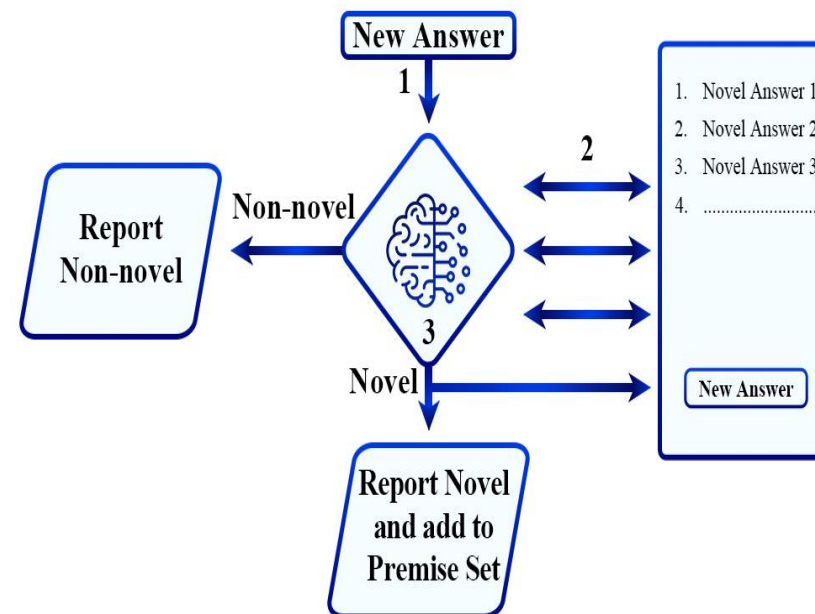 New Answer
1
2
1. Novel Answer 1
2. Novel Answer 2
3. Novel Answer 3
4. ..........................
Non-novel
Report
Non-novel
3
Novel
New Answer
Report Novel
and add to
Premise Set